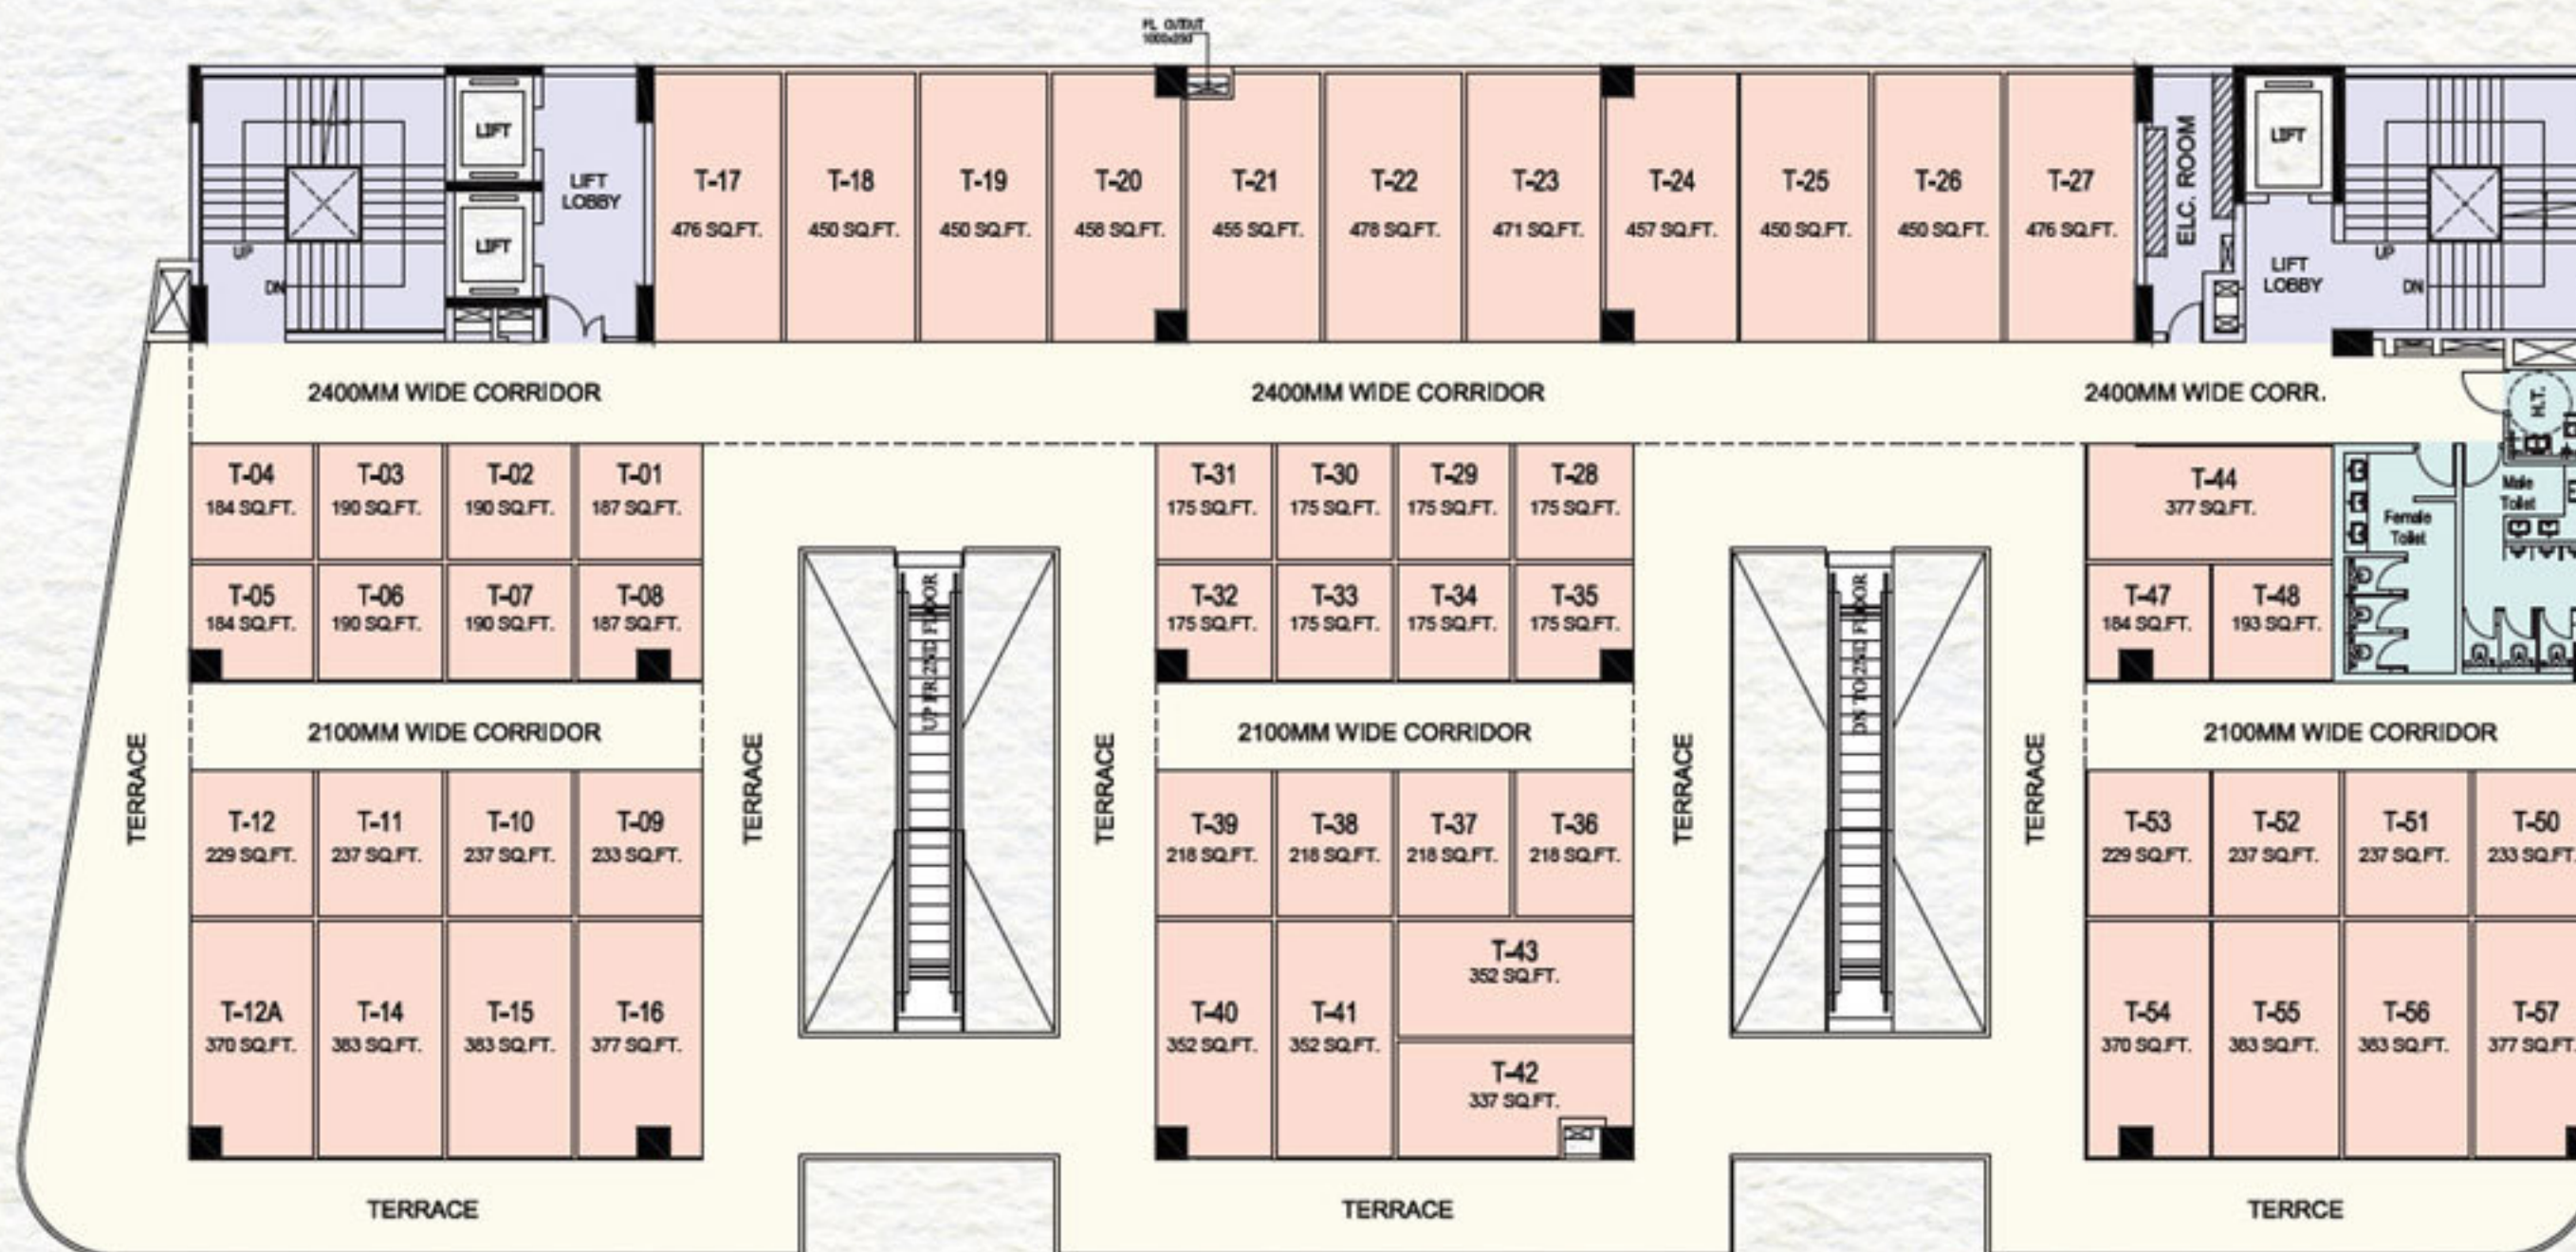 FL OUTPUT
LIFT
LIFT
LIFT
LOBBY
UP
DN
T-17
476 SQ.FT.
T-18
450 SQ.FT.
T-19
450 SQ.FT.
T-20
458 SQ.FT.
T-21
455 SQ.FT.
T-22
478 SQ.FT.
T-23
471 SQ.FT.
T-24
457 SQ.FT.
T-25
450 SQ.FT.
T-26
450 SQ.FT.
T-27
476 SQ.FT.
ELC. ROOM
LIFT
LIFT
LOBBY
UP
DN
2400MM WIDE CORRIDOR
2400MM WIDE CORRIDOR
2400MM WIDE CORR.
H.T.
T-04
184 SQ.FT.
T-03
190 SQ.FT.
T-02
190 SQ.FT.
T-01
187 SQ.FT.
T-31
175 SQ.FT.
T-30
175 SQ.FT.
T-29
175 SQ.FT.
T-28
175 SQ.FT.
T-44
377 SQ.FT.
Female
Toilet
Male
Toilet
T-05
184 SQ.FT.
T-06
190 SQ.FT.
T-07
190 SQ.FT.
T-08
187 SQ.FT.
UP FR 2ND FLOOR
T-32
175 SQ.FT.
T-33
175 SQ.FT.
T-34
175 SQ.FT.
T-35
175 SQ.FT.
DN TO 2ND FLOOR
T-47
184 SQ.FT.
T-48
193 SQ.FT.
2100MM WIDE CORRIDOR
2100MM WIDE CORRIDOR
2100MM WIDE CORRIDOR
TERRACE
TERRACE
TERRACE
TERRACE
TERRACE
T-12
229 SQ.FT.
T-11
237 SQ.FT.
T-10
237 SQ.FT.
T-09
233 SQ.FT.
T-39
218 SQ.FT.
T-38
218 SQ.FT.
T-37
218 SQ.FT.
T-36
218 SQ.FT.
T-53
229 SQ.FT.
T-52
237 SQ.FT.
T-51
237 SQ.FT.
T-50
233 SQ.FT.
T-12A
370 SQ.FT.
T-14
383 SQ.FT.
T-15
383 SQ.FT.
T-16
377 SQ.FT.
T-40
352 SQ.FT.
T-41
352 SQ.FT.
T-43
352 SQ.FT.
T-42
337 SQ.FT.
T-54
370 SQ.FT.
T-55
383 SQ.FT.
T-56
383 SQ.FT.
T-57
377 SQ.FT.
TERRACE
TERRACE
TERRCE